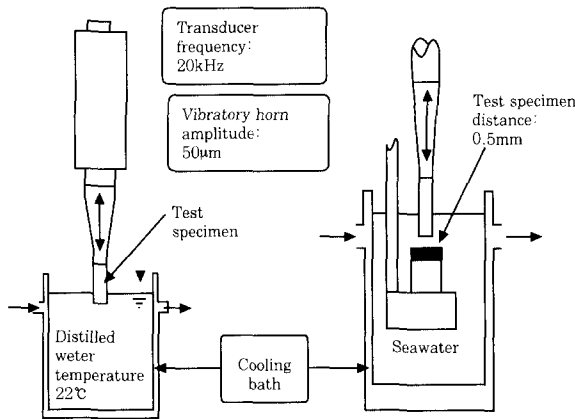 Transducer
frequency:
20kHz
Vibratory horn
amplitude:
50μm
Test specimen
distance:
0.5mm
Test
specimen
Distilled
weter
temperature
22℃
Cooling
bath
Seawater